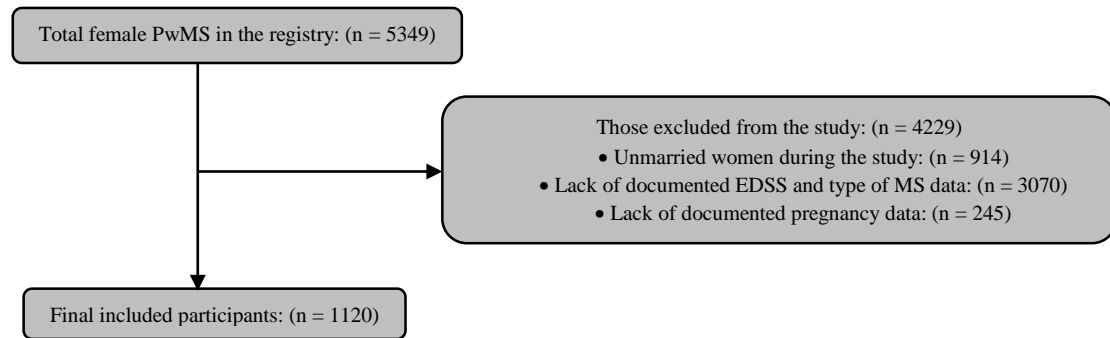 Total female PwMS in the registry: (n = 5349)
Those excluded from the study: (n = 4229)
• Unmarried women during the study: (n = 914)
• Lack of documented EDSS and type of MS data: (n = 3070)
• Lack of documented pregnancy data: (n = 245)
Final included participants: (n = 1120)